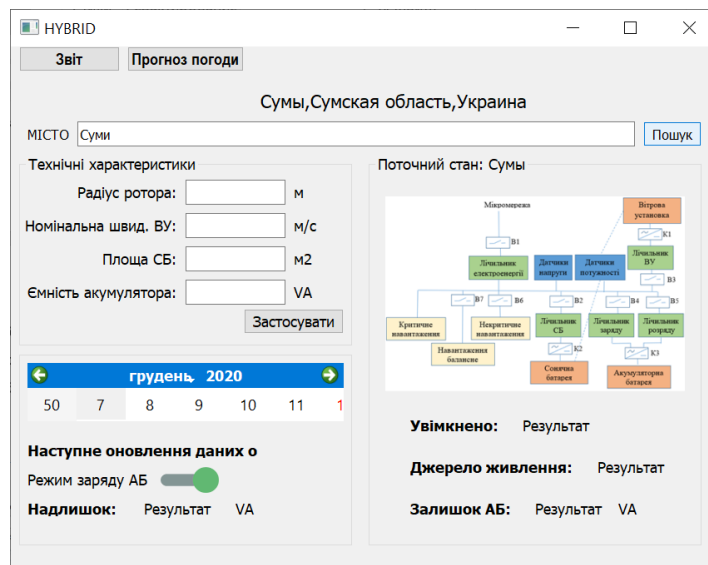 HYBRID
Звіт Прогноз погоди
Сумы,Сумская область,Украина
МІСТО Суми Пошук
Технічні характеристики
Радіус ротора: м
Номінальна швид. ВУ: м/с
Площа СБ: м2
Ємність акумулятора: VA
Застосувати
грудень, 2020
50 7 8 9 10 11 1
Наступне оновлення даних о
Режим заряду АБ
Надлишок: Результат VA
Поточний стан: Сумы
Мікромережа
Вітрова
установка
В1
К1
Лічильник
електроенергії
Датчики
напруги
Датчики
потужності
Лічильник
ВУ
В3
В7
В6
В2
В4
В5
Критичне
навантаження
Некритичне
навантаження
Лічильник
СБ
Лічильник
заряду
Лічильник
розряду
Навантаження
балансне
К2
К3
Сонячна
батарея
Акумуляторна
батарея
Увімкнено: Результат
Джерело живлення: Результат
Залишок АБ: Результат VA